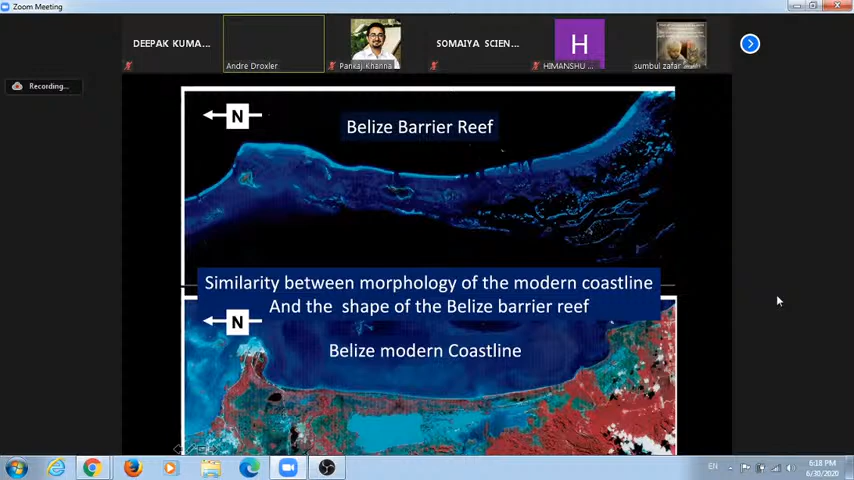 Zoom Meeting
DEEPAK KUMA...
Andre Droxler
Pankaj Khanna
SOMAIYA SCIEN...
H
HIMANSHU ...
sumbul zafar
Recording...
N
Belize Barrier Reef
Similarity between morphology of the modern coastline
And the shape of the Belize barrier reef
N
Belize modern Coastline
EN
6:18 PM
6/30/2020